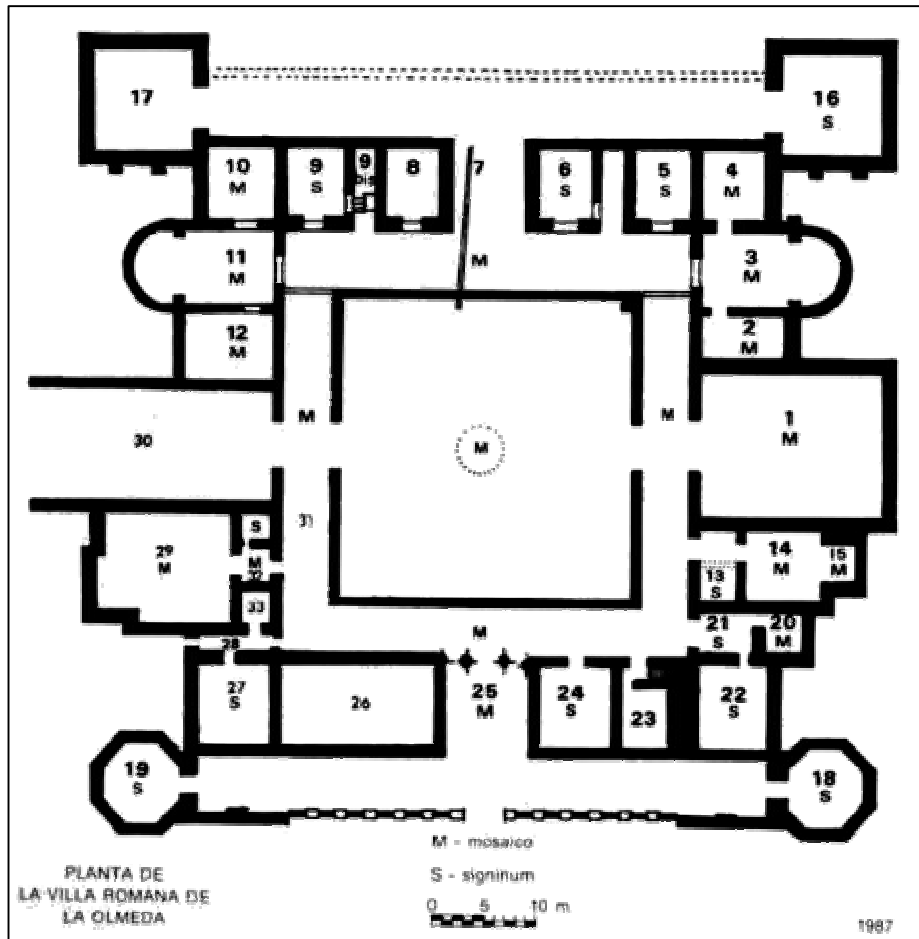 17
16
S
10
M
9
S
9
bis
8
7
6
S
5
S
4
M
11
M
M
3
M
12
M
2
M
30
M
M
M
1
M
29
M
S
M
32
33
31
14
M
15
M
13
S
28
M
21
S
20
M
27
S
26
25
M
24
S
23
22
S
19
S
18
S
M - mosaico
S - signinum
0 5 10 m.
PLANTA DE
LA VILLA ROMANA DE
LA OLMEDA
1987